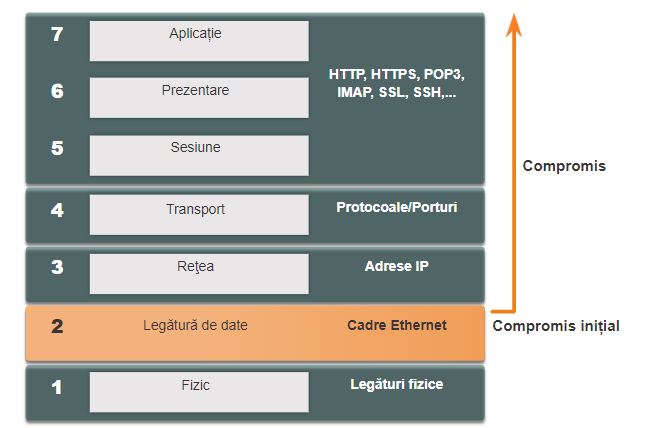 7 Aplicație
6 Prezentare
HTTP, HTTPS, POP3,
IMAP, SSL, SSH,...
5 Sesiune
Compromis
4 Transport Protocoale/Porturi
3 Reţea Adrese IP
2 Legătură de date Cadre Ethernet Compromis inițial
1 Fizic Legături fizice